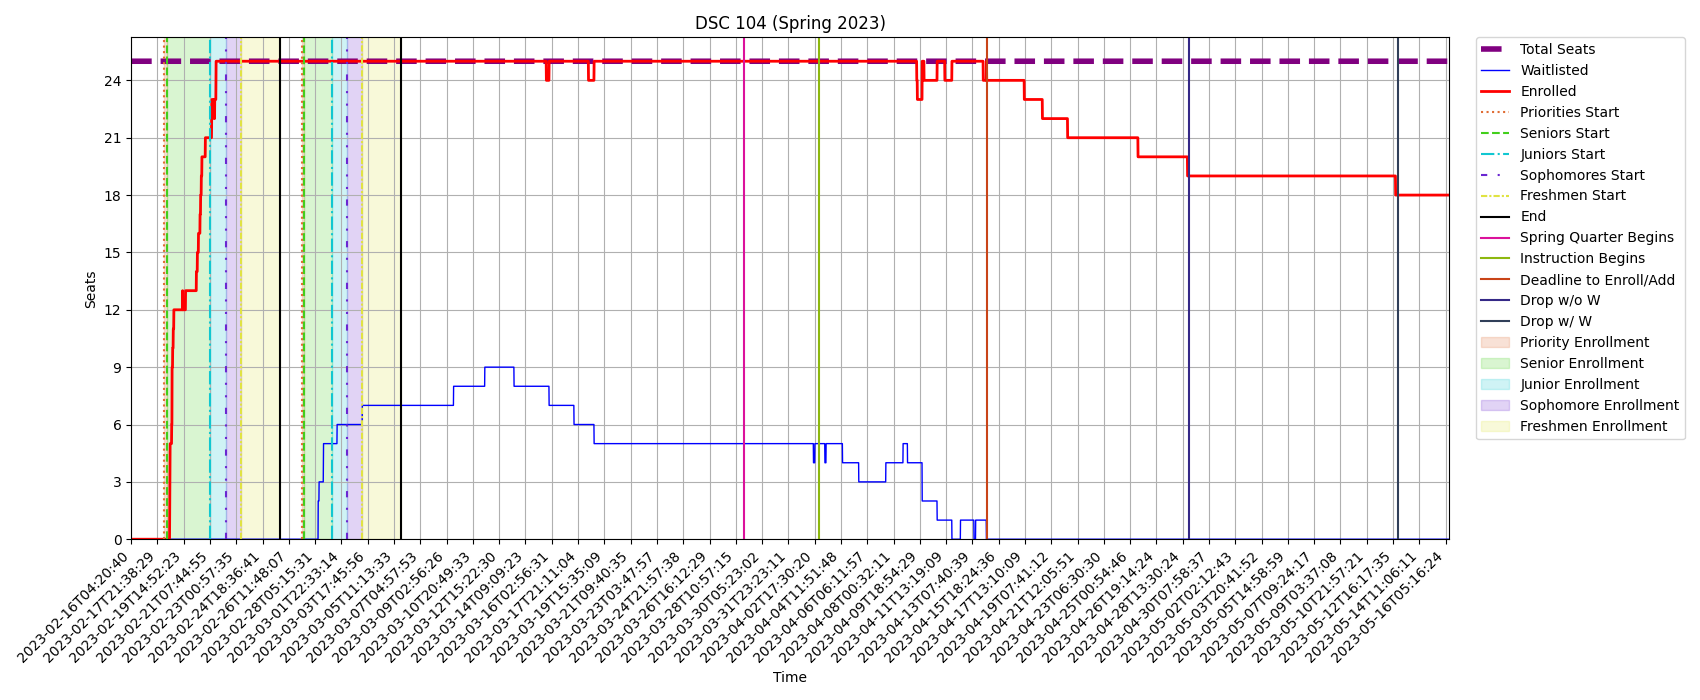 DSC 104 (Spring 2023)
Seats
24
21
18
15
12
9
6
3
0
2023-02-16T04:20:40
2023-02-17T21:38:29
2023-02-19T14:52:23
2023-02-21T07:44:55
2023-02-23T00:57:35
2023-02-24T18:36:41
2023-02-26T11:48:07
2023-02-28T05:15:31
2023-03-01T22:33:14
2023-03-03T17:45:56
2023-03-05T11:13:33
2023-03-07T04:57:53
2023-03-09T02:56:26
2023-03-10T20:49:33
2023-03-12T15:22:30
2023-03-14T09:09:23
2023-03-16T02:56:31
2023-03-17T21:11:04
2023-03-19T15:35:09
2023-03-21T09:40:35
2023-03-23T03:47:57
2023-03-24T21:57:38
2023-03-26T16:12:29
2023-03-28T10:57:15
2023-03-30T05:23:02
2023-03-31T23:23:11
2023-04-02T17:30:20
2023-04-04T11:51:48
2023-04-06T06:11:57
2023-04-08T00:32:11
2023-04-09T18:54:29
2023-04-11T13:19:09
2023-04-13T07:40:39
2023-04-15T18:24:36
2023-04-17T13:10:09
2023-04-19T07:41:12
2023-04-21T12:05:51
2023-04-23T06:30:30
2023-04-25T00:54:46
2023-04-26T19:14:24
2023-04-28T13:30:24
2023-04-30T07:58:37
2023-05-02T02:12:43
2023-05-03T20:41:52
2023-05-05T14:58:59
2023-05-07T09:24:17
2023-05-09T03:37:08
2023-05-10T21:57:21
2023-05-12T16:17:35
2023-05-14T11:06:11
2023-05-16T05:16:24
Time
Total Seats
Waitlisted
Enrolled
Priorities Start
Seniors Start
Juniors Start
Sophomores Start
Freshmen Start
End
Spring Quarter Begins
Instruction Begins
Deadline to Enroll/Add
Drop w/o W
Drop w/ W
Priority Enrollment
Senior Enrollment
Junior Enrollment
Sophomore Enrollment
Freshmen Enrollment